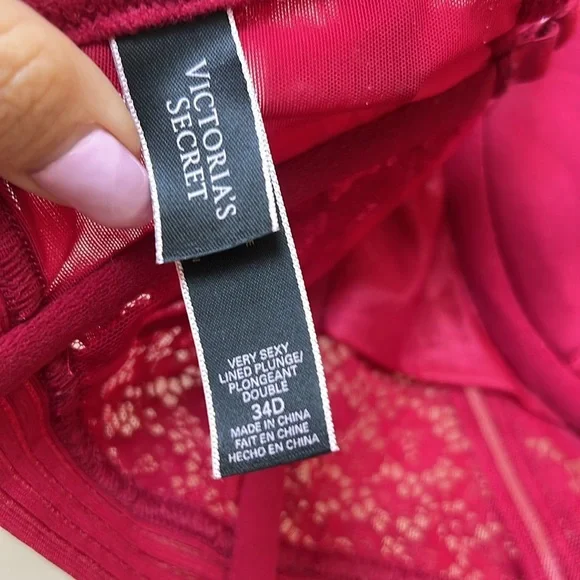 VICTORIA'S
SECRET
VERY SEXY
LINED PLUNGE/
PLONGEANT
DOUBLE
34D
MADE IN CHINA
FAIT EN CHINE
HECHO EN CHINA